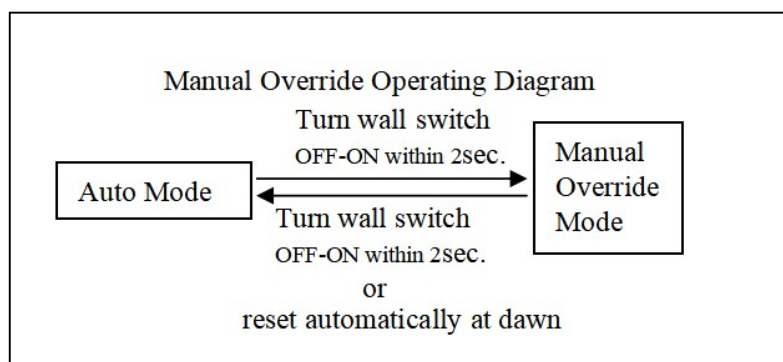 Manual Override Operating Diagram
Turn wall switch
OFF-ON within 2sec.
Auto Mode
Manual
Override
Mode
Turn wall switch
OFF-ON within 2sec.
or
reset automatically at dawn